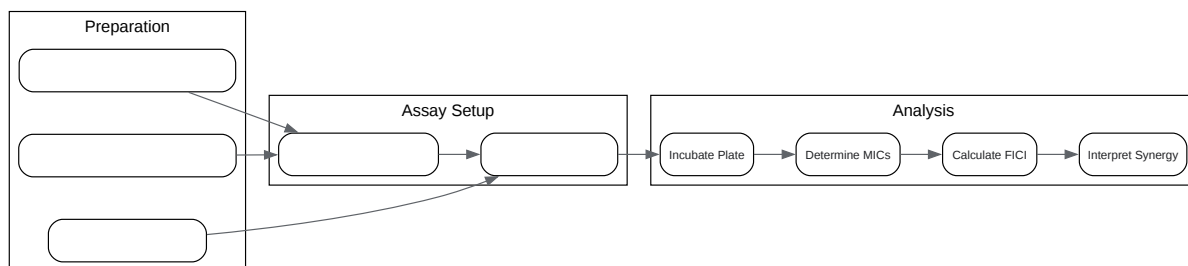 Preparation
Assay Setup
Analysis
Incubate Plate
Determine MICs
Calculate FICI
Interpret Synergy